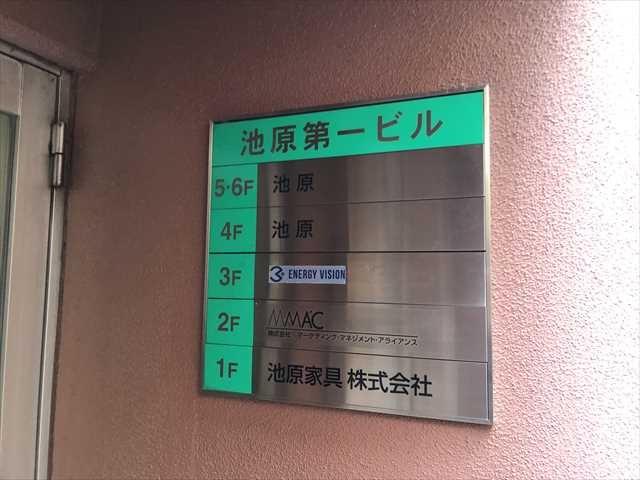 池原第一ビル
5·6F 池原
4F 池原
3F ENERGY VISION
2F MMAC
株式会社 マーケティング・マネジメント・アライアンス
1F 池原家具 株式会社